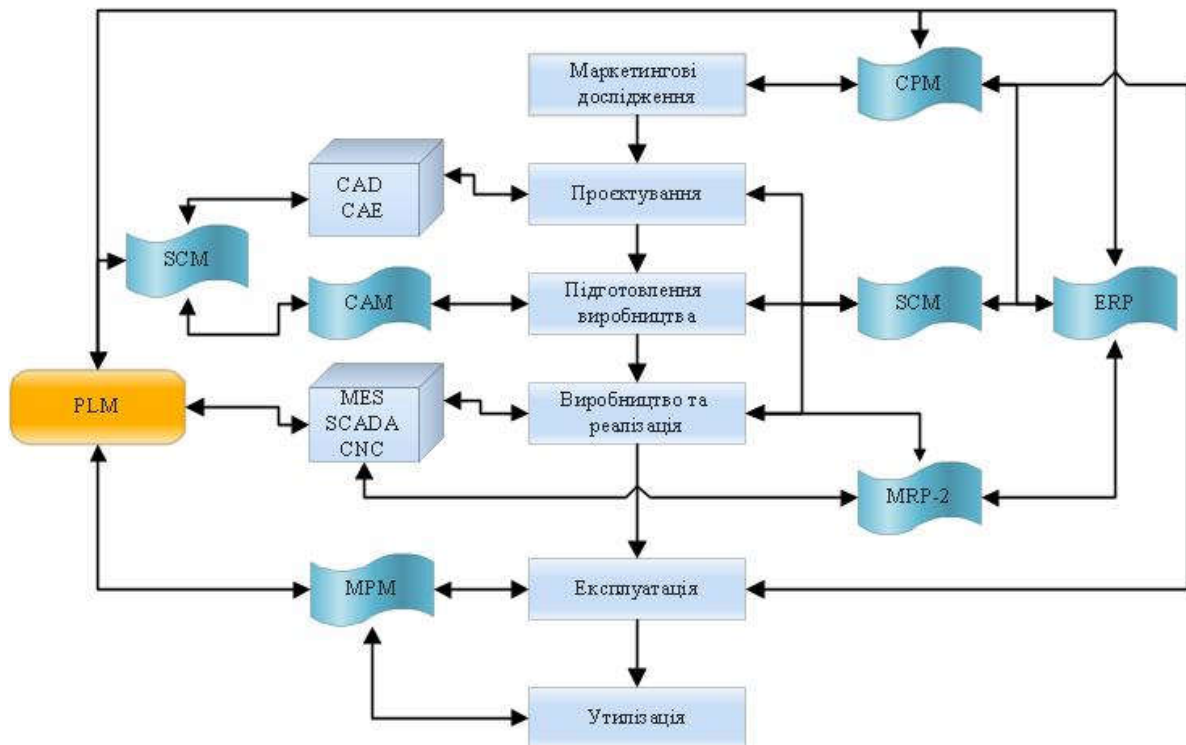 Маркетингові
дослідження
CPM
CAD
CAE
Проєктування
SCM
CAM
Підготовлення
виробництва
SCM
ERP
PLM
MES
SCADA
CNC
Виробництво та
реалізація
MRP-2
MPM
Експлуатація
Утилізація